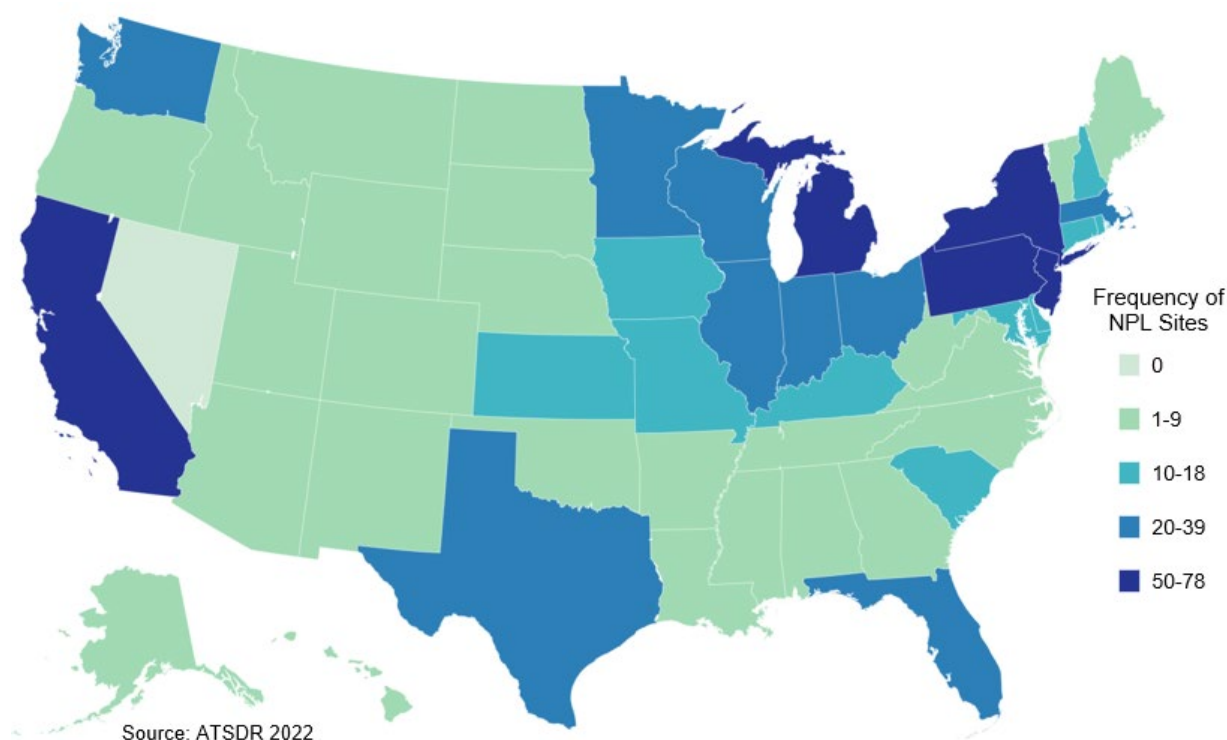 Frequency of
NPL Sites
0
1-9
10-18
20-39
50-78
Source: ATSDR 2022